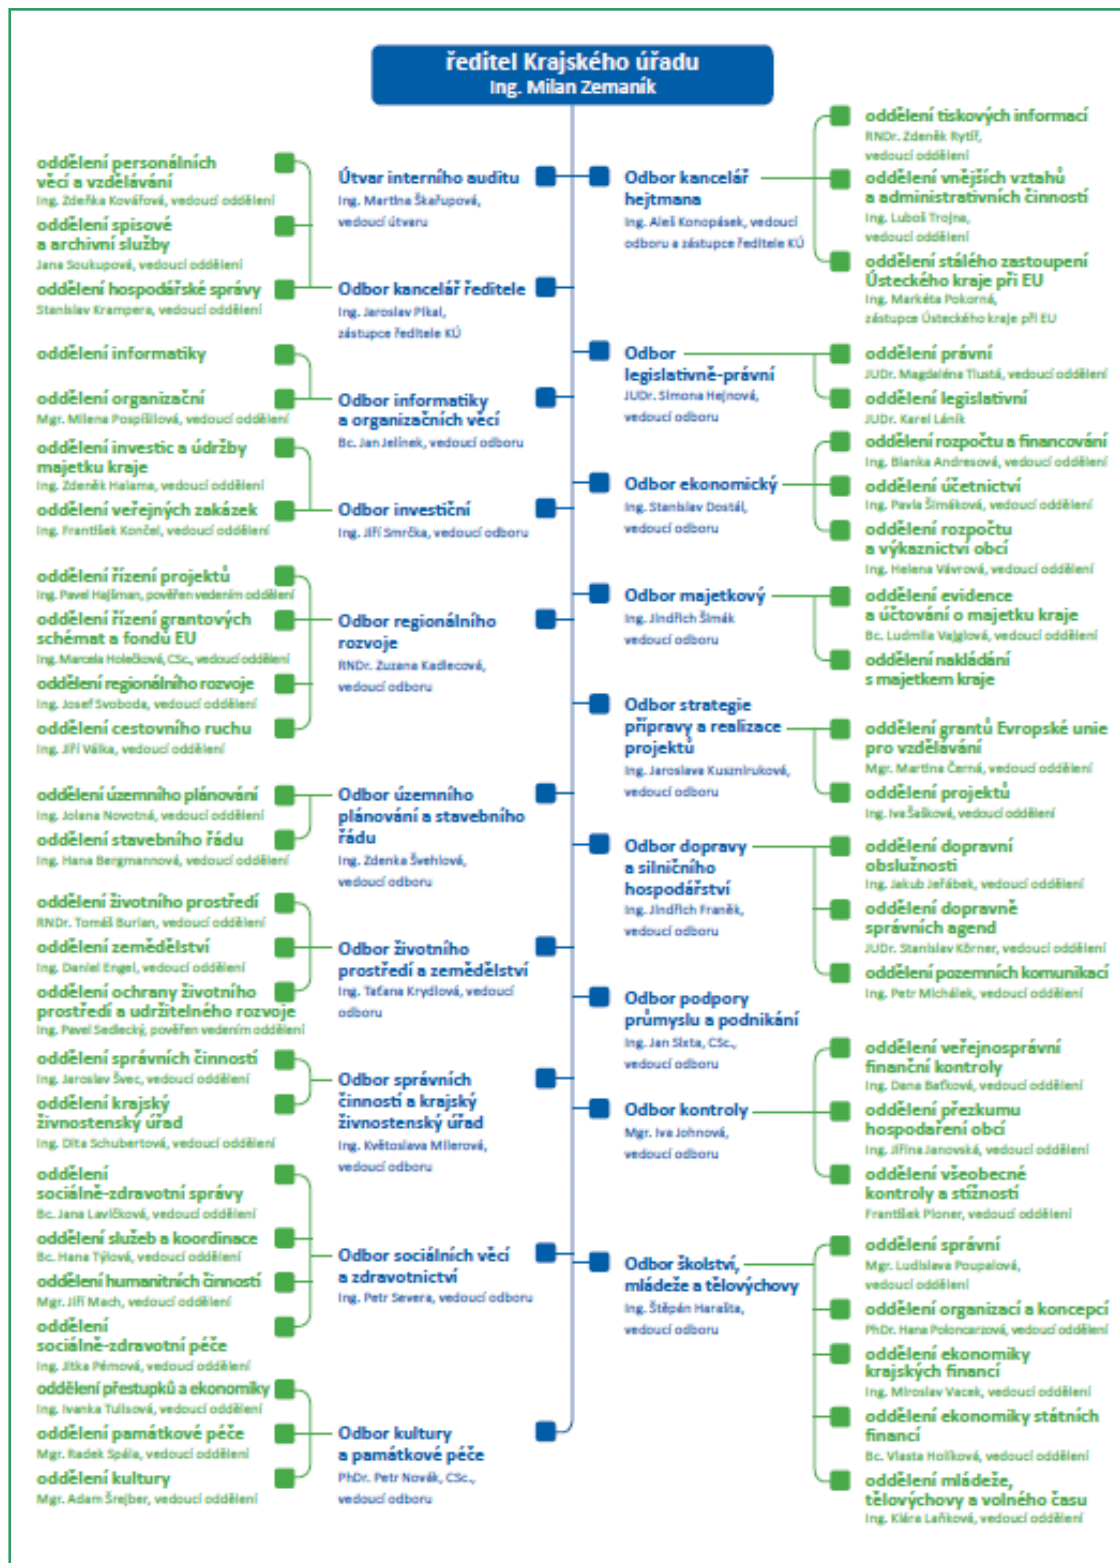 ředitel Krajského úřadu
Ing. Milan Zemaník
oddělení personálních
věcí a vzdělávání
Ing. Zdeňka Kovářová, vedoucí oddělení
oddělení spisové
a archivní služby
Jana Soukupová, vedoucí oddělení
oddělení hospodářské správy
Stanislav Krampera, vedoucí oddělení
oddělení informatiky
oddělení organizační
Mgr. Milena Pospíšilová, vedoucí oddělení
oddělení investic a údržby
majetku kraje
Ing. Zdeněk Halama, vedoucí oddělení
oddělení veřejných zakázek
Ing. František Končel, vedoucí oddělení
oddělení řízení projektů
Ing. Pavel Hajšman, pověřen vedením oddělení
oddělení řízení grantových
schémat a fondů EU
Ing. Marcela Holečková, CSc., vedoucí oddělení
oddělení regionálního rozvoje
Ing. Josef Svoboda, vedoucí oddělení
oddělení cestovního ruchu
Ing. Jiří Válka, vedoucí oddělení
oddělení územního plánování
Ing. Jolana Novotná, vedoucí oddělení
oddělení stavebního řádu
Ing. Hana Bergmannová, vedoucí oddělení
oddělení životního prostředí
RNDr. Tomáš Burian, vedoucí oddělení
oddělení zemědělství
Ing. Daniel Engel, vedoucí oddělení
oddělení ochrany životního
prostředí a udržitelného rozvoje
Ing. Pavel Sedlecký, pověřen vedením oddělení
oddělení správních činností
Ing. Jaroslav Švec, vedoucí oddělení
oddělení krajský
živnostenský úřad
Ing. Dita Schubertová, vedoucí oddělení
oddělení
sociálně-zdravotní správy
Bc. Jana Lavičková, vedoucí oddělení
oddělení služeb a koordinace
Bc. Hana Týlová, vedoucí oddělení
oddělení humanitních činností
Mgr. Jiří Mach, vedoucí oddělení
oddělení
sociálně-zdravotní péče
Ing. Jitka Pémová, vedoucí oddělení
oddělení přestupků a ekonomiky
Ing. Ivanka Tulisová, vedoucí oddělení
oddělení památkové péče
Mgr. Radek Spála, vedoucí oddělení
oddělení kultury
Mgr. Adam Šrejber, vedoucí oddělení
Útvar interního auditu
Ing. Martina Škařupová,
vedoucí útvaru
Odbor kancelář ředitele
Ing. Jaroslav Pikal,
zástupce ředitele KÚ
Odbor informatiky
a organizačních věcí
Bc. Jan Jelínek, vedoucí odboru
Odbor investiční
Ing. Jiří Smrčka, vedoucí odboru
Odbor regionálního
rozvoje
RNDr. Zuzana Kadlecová,
vedoucí odboru
Odbor územního
plánování a stavebního
řádu
Ing. Zdenka Švehlová,
vedoucí odboru
Odbor životního
prostředí a zemědělství
Ing. Taťana Krydlová, vedoucí
odboru
Odbor správních
činností a krajský
živnostenský úřad
Ing. Květoslava Milerová,
vedoucí odboru
Odbor sociálních věcí
a zdravotnictví
Ing. Petr Severa, vedoucí odboru
Odbor kultury
a památkové péče
PhDr. Petr Novák, CSc.,
vedoucí odboru
Odbor kancelář
hejtmana
Ing. Aleš Konopásek, vedoucí
odboru a zástupce ředitele KÚ
Odbor
legislativně-právní
JUDr. Simona Hejnová,
vedoucí odboru
Odbor ekonomický
Ing. Stanislav Dostál,
vedoucí odboru
Odbor majetkový
Ing. Jindřich Šimák
vedoucí odboru
Odbor strategie
přípravy a realizace
projektů
Ing. Jaroslava Kuszniruková,
vedoucí odboru
Odbor dopravy
a silničního
hospodářství
Ing. Jindřich Franěk,
vedoucí odboru
Odbor podpory
průmyslu a podnikání
Ing. Jan Sixta, CSc.,
vedoucí odboru
Odbor kontroly
Mgr. Iva Johnová,
vedoucí odboru
Odbor školství,
mládeže a tělovýchovy
Ing. Štěpán Harašta,
vedoucí odboru
oddělení tiskových informací
RNDr. Zdeněk Rytíř,
vedoucí oddělení
oddělení vnějších vztahů
a administrativních činností
Ing. Luboš Trojna,
vedoucí oddělení
oddělení stálého zastoupení
Ústeckého kraje při EU
Ing. Markéta Pokorná,
zástupce Ústeckého kraje při EU
oddělení právní
JUDr. Magdaléna Tlustá, vedoucí oddělení
oddělení legislativní
JUDr. Karel Láník
oddělení rozpočtu a financování
Ing. Blanka Andresová, vedoucí oddělení
oddělení účetnictví
Ing. Pavla Šimáková, vedoucí oddělení
oddělení rozpočtu
a výkaznictví obcí
Ing. Helena Vávrová, vedoucí oddělení
oddělení evidence
a účtování o majetku kraje
Bc. Ludmila Vajglová, vedoucí oddělení
oddělení nakládání
s majetkem kraje
oddělení grantů Evropské unie
pro vzdělávání
Mgr. Martina Černá, vedoucí oddělení
oddělení projektů
Ing. Iva Šašková, vedoucí oddělení
oddělení dopravní
obslužnosti
Ing. Jakub Jeřábek, vedoucí oddělení
oddělení dopravně
správních agend
JUDr. Stanislav Körner, vedoucí oddělení
oddělení pozemních komunikací
Ing. Petr Michálek, vedoucí oddělení
oddělení veřejnosprávní
finanční kontroly
Ing. Dana Baťková, vedoucí oddělení
oddělení přezkumu
hospodaření obcí
Ing. Jiřina Janovská, vedoucí oddělení
oddělení všeobecné
kontroly a stížností
František Ploner, vedoucí oddělení
oddělení správní
Mgr. Ludislava Poupalová,
vedoucí oddělení
oddělení organizací a koncepcí
PhDr. Hana Poloncarzová, vedoucí oddělení
oddělení ekonomiky
krajských financí
Ing. Miroslav Vacek, vedoucí oddělení
oddělení ekonomiky státních
financí
Bc. Vlasta Holíková, vedoucí oddělení
oddělení mládeže,
tělovýchovy a volného času
Ing. Klára Laňková, vedoucí oddělení